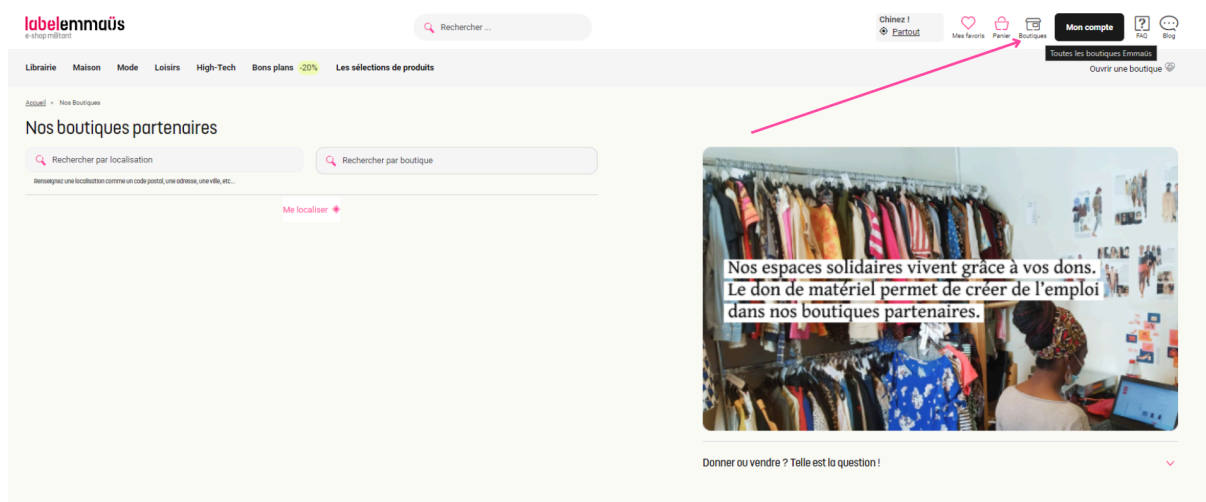 labelemmaüs
e-shop militant
Rechercher ...
Chinez !
Partout
Mes favoris
Panier
Boutiques
Mon compte
FAQ
Blog
Toutes les boutiques Emmaüs
Librairie Maison Mode Loisirs High-Tech Bons plans -20% Les sélections de produits
Ouvrir une boutique
Accueil > Nos Boutiques
Nos boutiques partenaires
Rechercher par localisation
Rechercher par boutique
Renseignez une localisation comme un code postal, une adresse, une ville, etc...
Me localiser
Nos espaces solidaires vivent grâce à vos dons.
Le don de matériel permet de créer de l'emploi
dans nos boutiques partenaires.
Donner ou vendre ? Telle est la question !